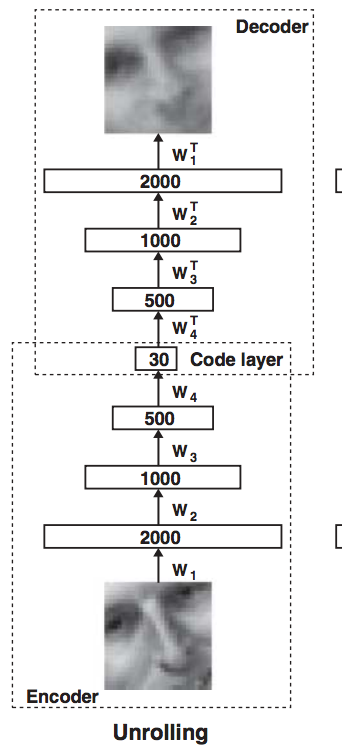 Decoder
W₁ᵀ
2000
W₂ᵀ
1000
W₃ᵀ
500
W₄ᵀ
30 Code layer
W₄
500
W₃
1000
W₂
2000
W₁
Encoder
Unrolling